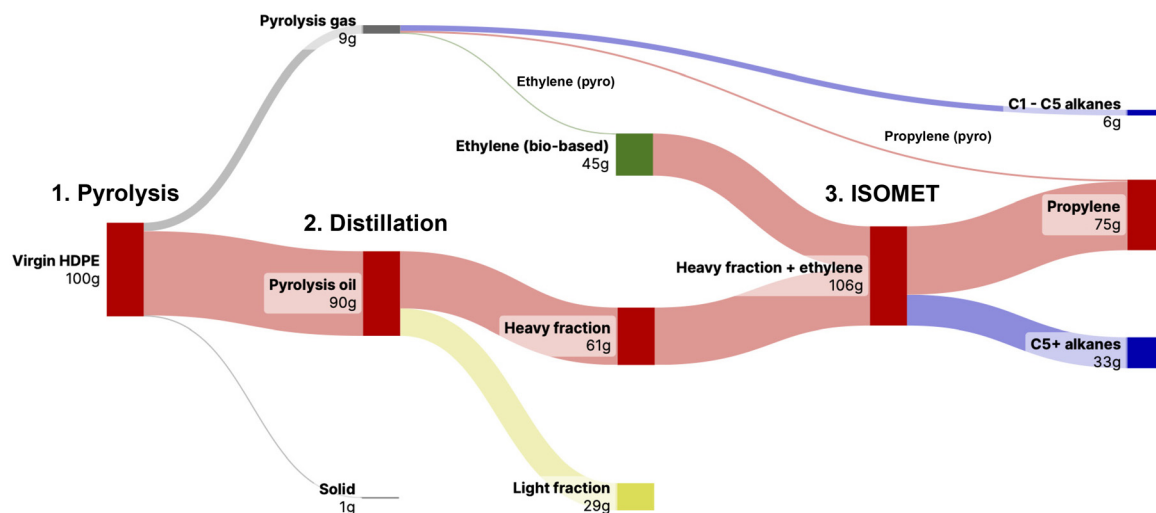 Pyrolysis gas
9g
Ethylene (pyro)
C1 - C5 alkanes
6g
Propylene (pyro)
Ethylene (bio-based)
45g
1. Pyrolysis
3. ISOMET
2. Distillation
Propylene
75g
Virgin HDPE
100g
Pyrolysis oil
90g
Heavy fraction + ethylene
106g
Heavy fraction
61g
C5+ alkanes
33g
Solid
1g
Light fraction
29g